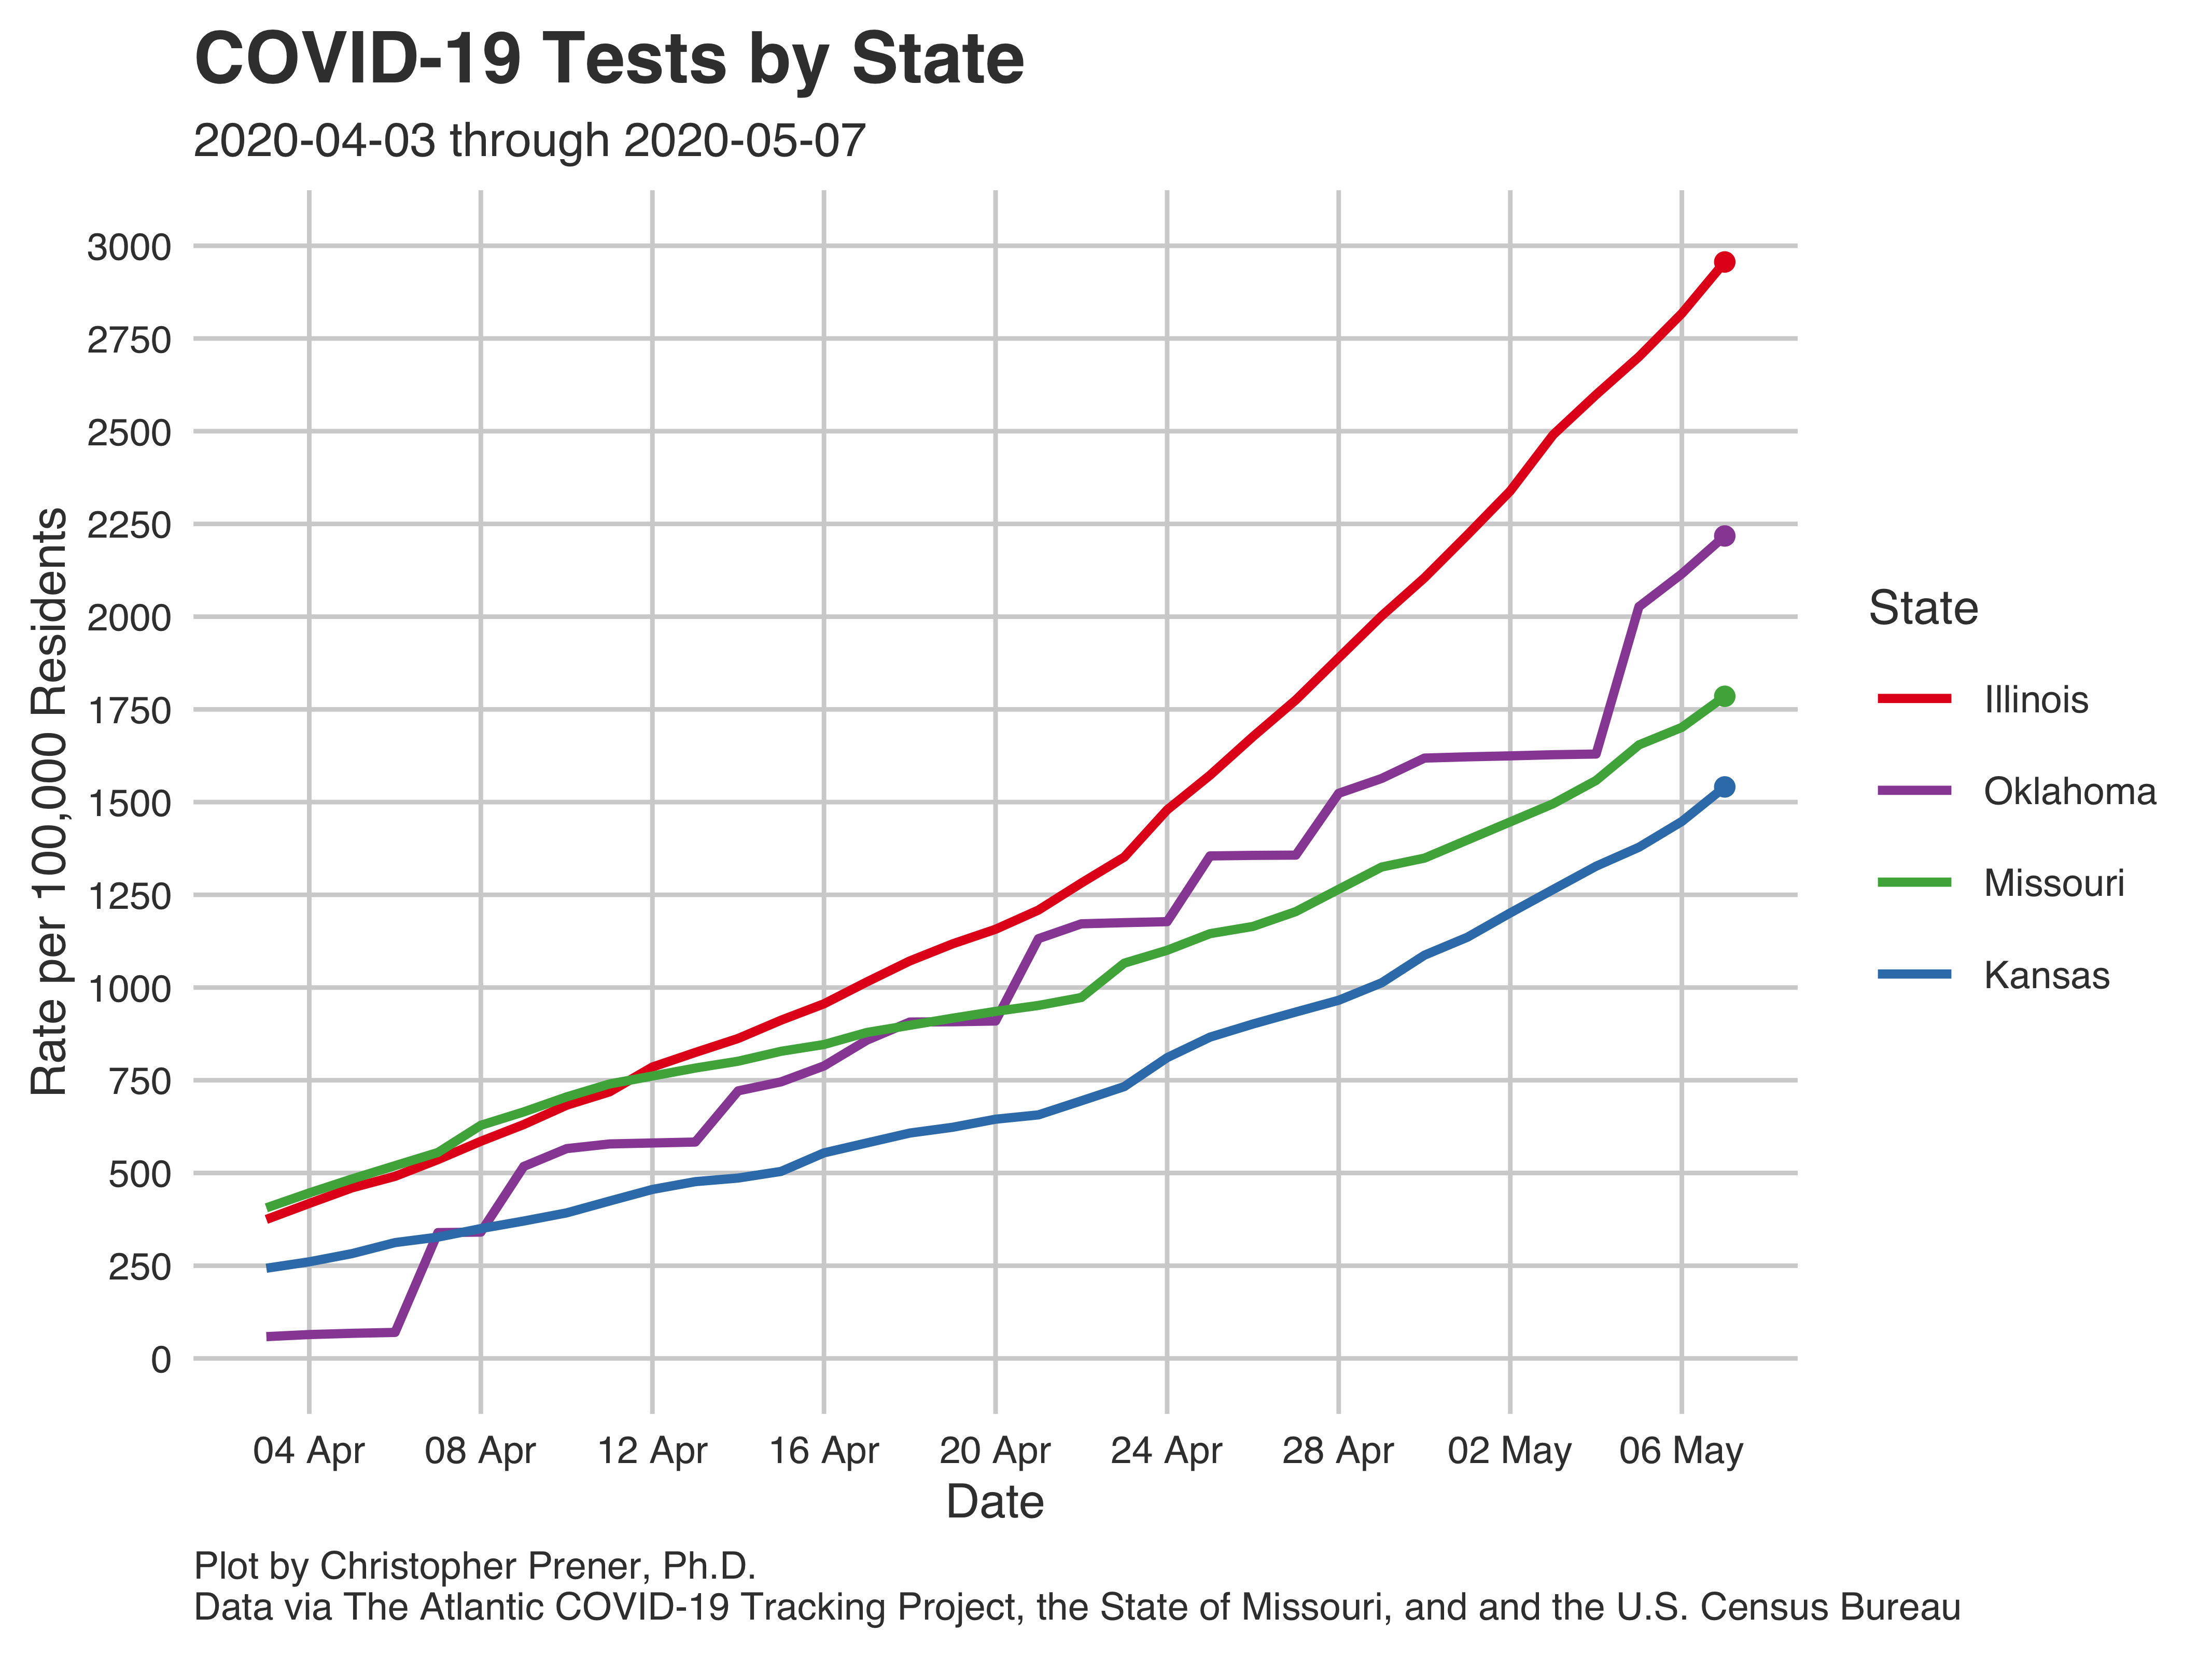 COVID-19 Tests by State
2020-04-03 through 2020-05-07
3000
2750
2500
2250
2000
1750
1500
1250
1000
750
500
250
0
Rate per 100,000 Residents
04 Apr 08 Apr 12 Apr 16 Apr 20 Apr 24 Apr 28 Apr 02 May 06 May
Date
State
Illinois
Oklahoma
Missouri
Kansas
Plot by Christopher Prener, Ph.D.
Data via The Atlantic COVID-19 Tracking Project, the State of Missouri, and and the U.S. Census Bureau